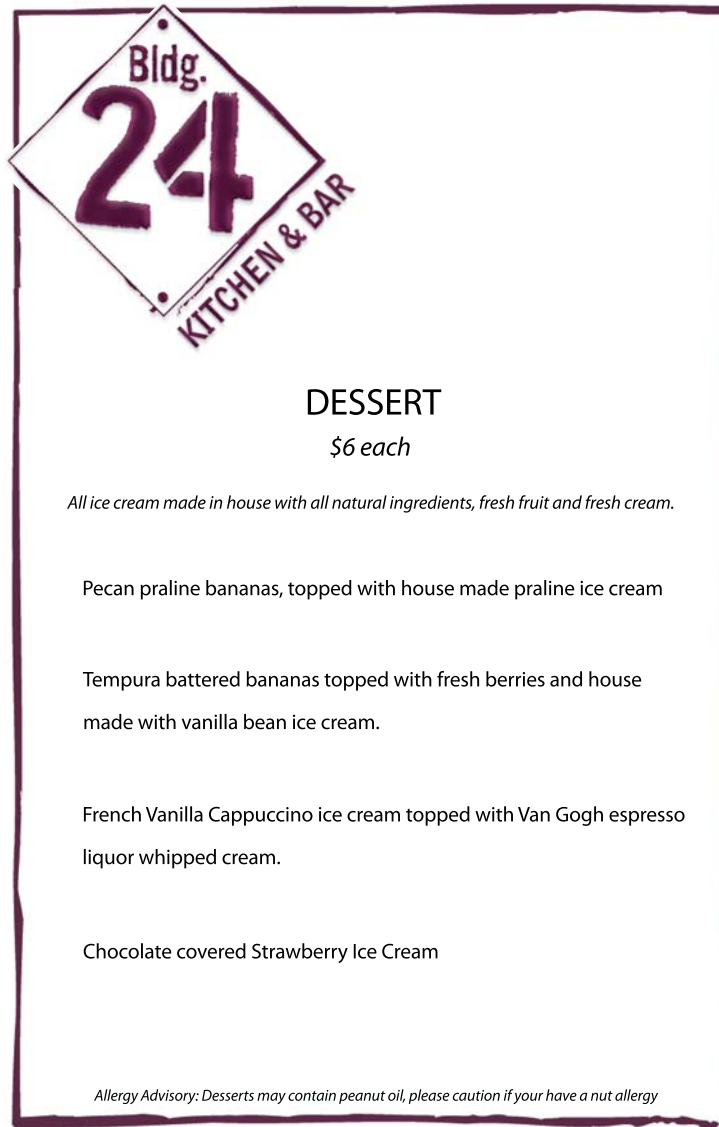 Bldg.
24
KITCHEN & BAR
DESSERT
$6 each
All ice cream made in house with all natural ingredients, fresh fruit and fresh cream.
Pecan praline bananas, topped with house made praline ice cream
Tempura battered bananas topped with fresh berries and house
made with vanilla bean ice cream.
French Vanilla Cappuccino ice cream topped with Van Gogh espresso
liquor whipped cream.
Chocolate covered Strawberry Ice Cream
Allergy Advisory: Desserts may contain peanut oil, please caution if your have a nut allergy